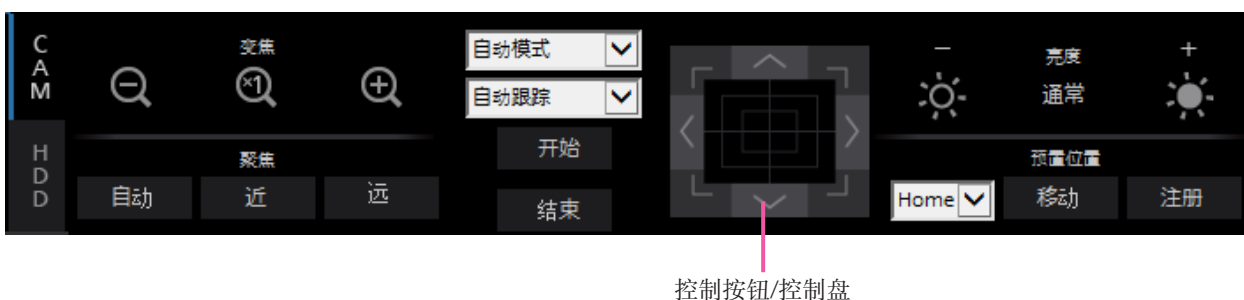 CAM
变焦
×1
自动模式
自动跟踪
开始
结束
− 亮度 +
通常
HDD
聚焦
自动 近 远
预置位置
Home 移动 注册
控制按钮/控制盘